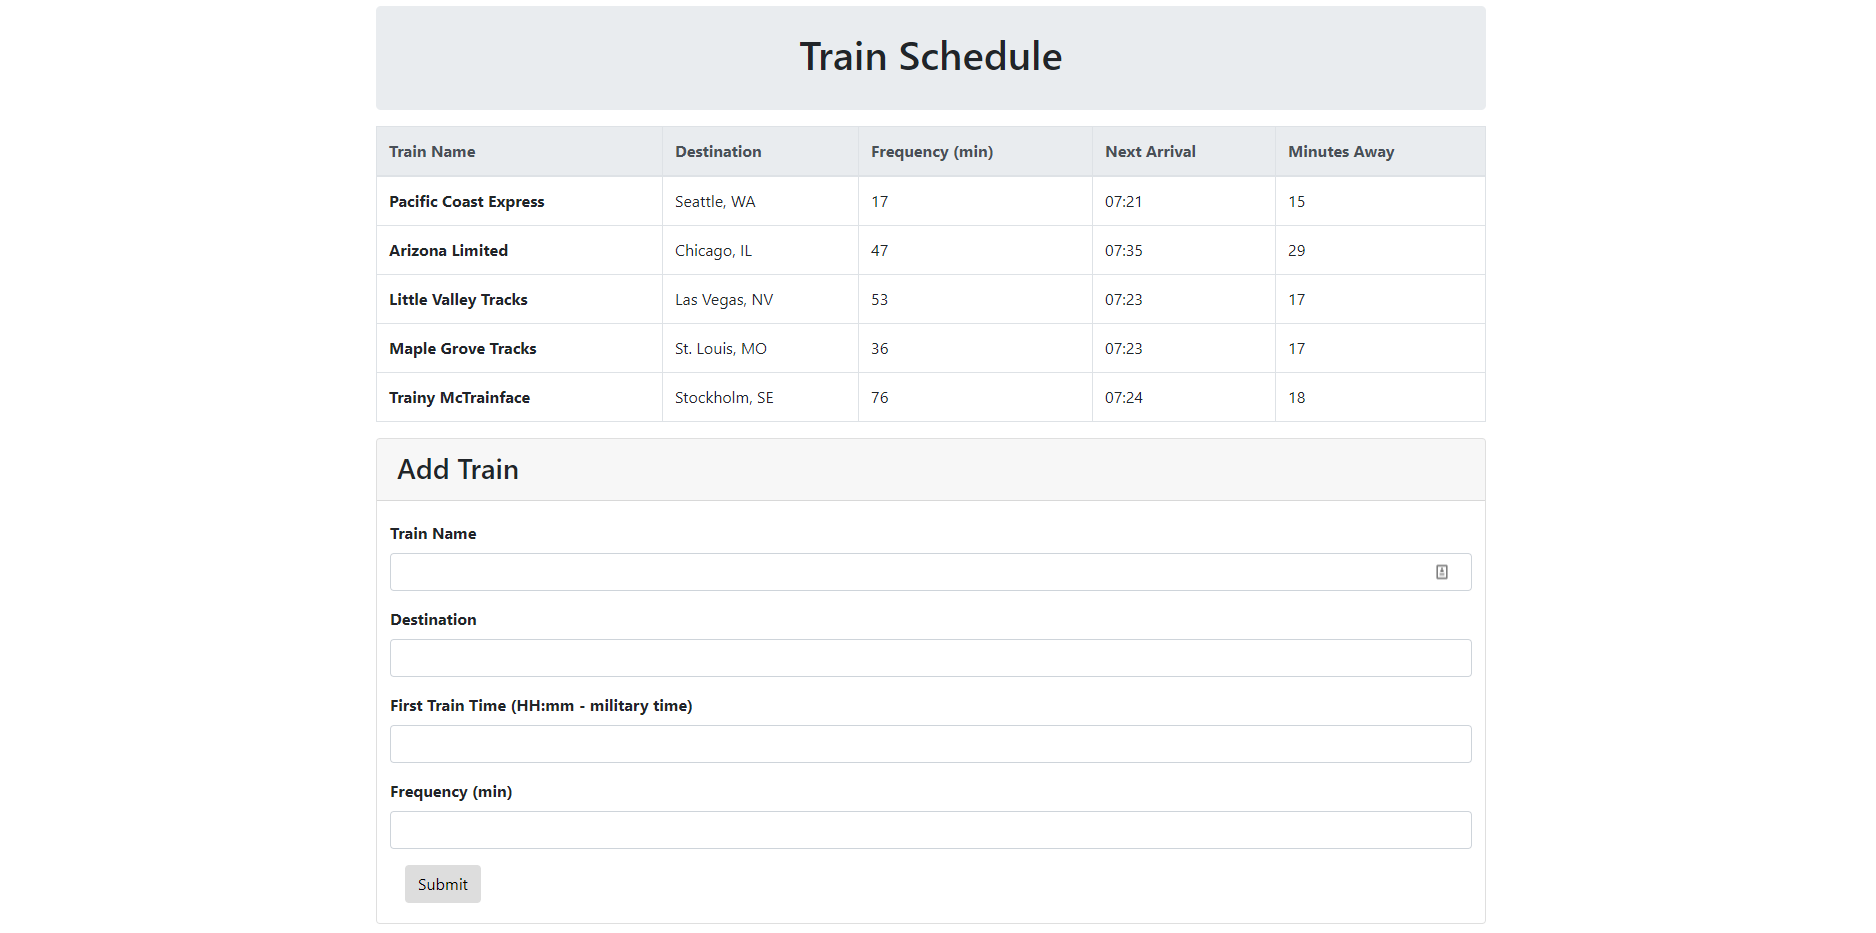 Train Schedule
Train Name Destination Frequency (min) Next Arrival Minutes Away
Pacific Coast Express Seattle, WA 17 07:21 15
Arizona Limited Chicago, IL 47 07:35 29
Little Valley Tracks Las Vegas, NV 53 07:23 17
Maple Grove Tracks St. Louis, MO 36 07:23 17
Trainy McTrainface Stockholm, SE 76 07:24 18
Add Train
Train Name
Destination
First Train Time (HH:mm - military time)
Frequency (min)
Submit